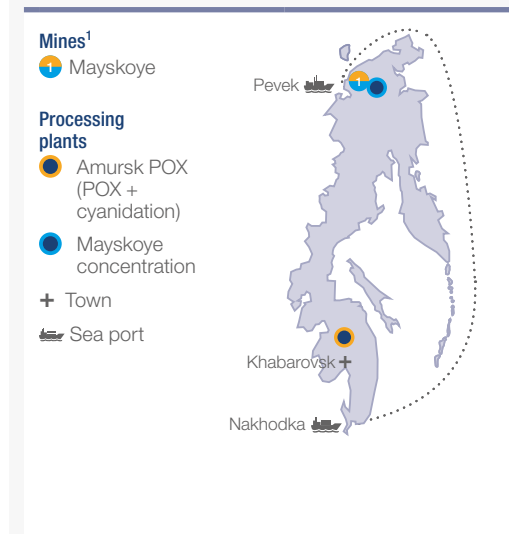 Mines¹
1 Mayskoye
Processing
plants
Amursk POX
(POX +
cyanidation)
Mayskoye
concentration
Town
Sea port
Pevek
1
Khabarovsk
Nakhodka